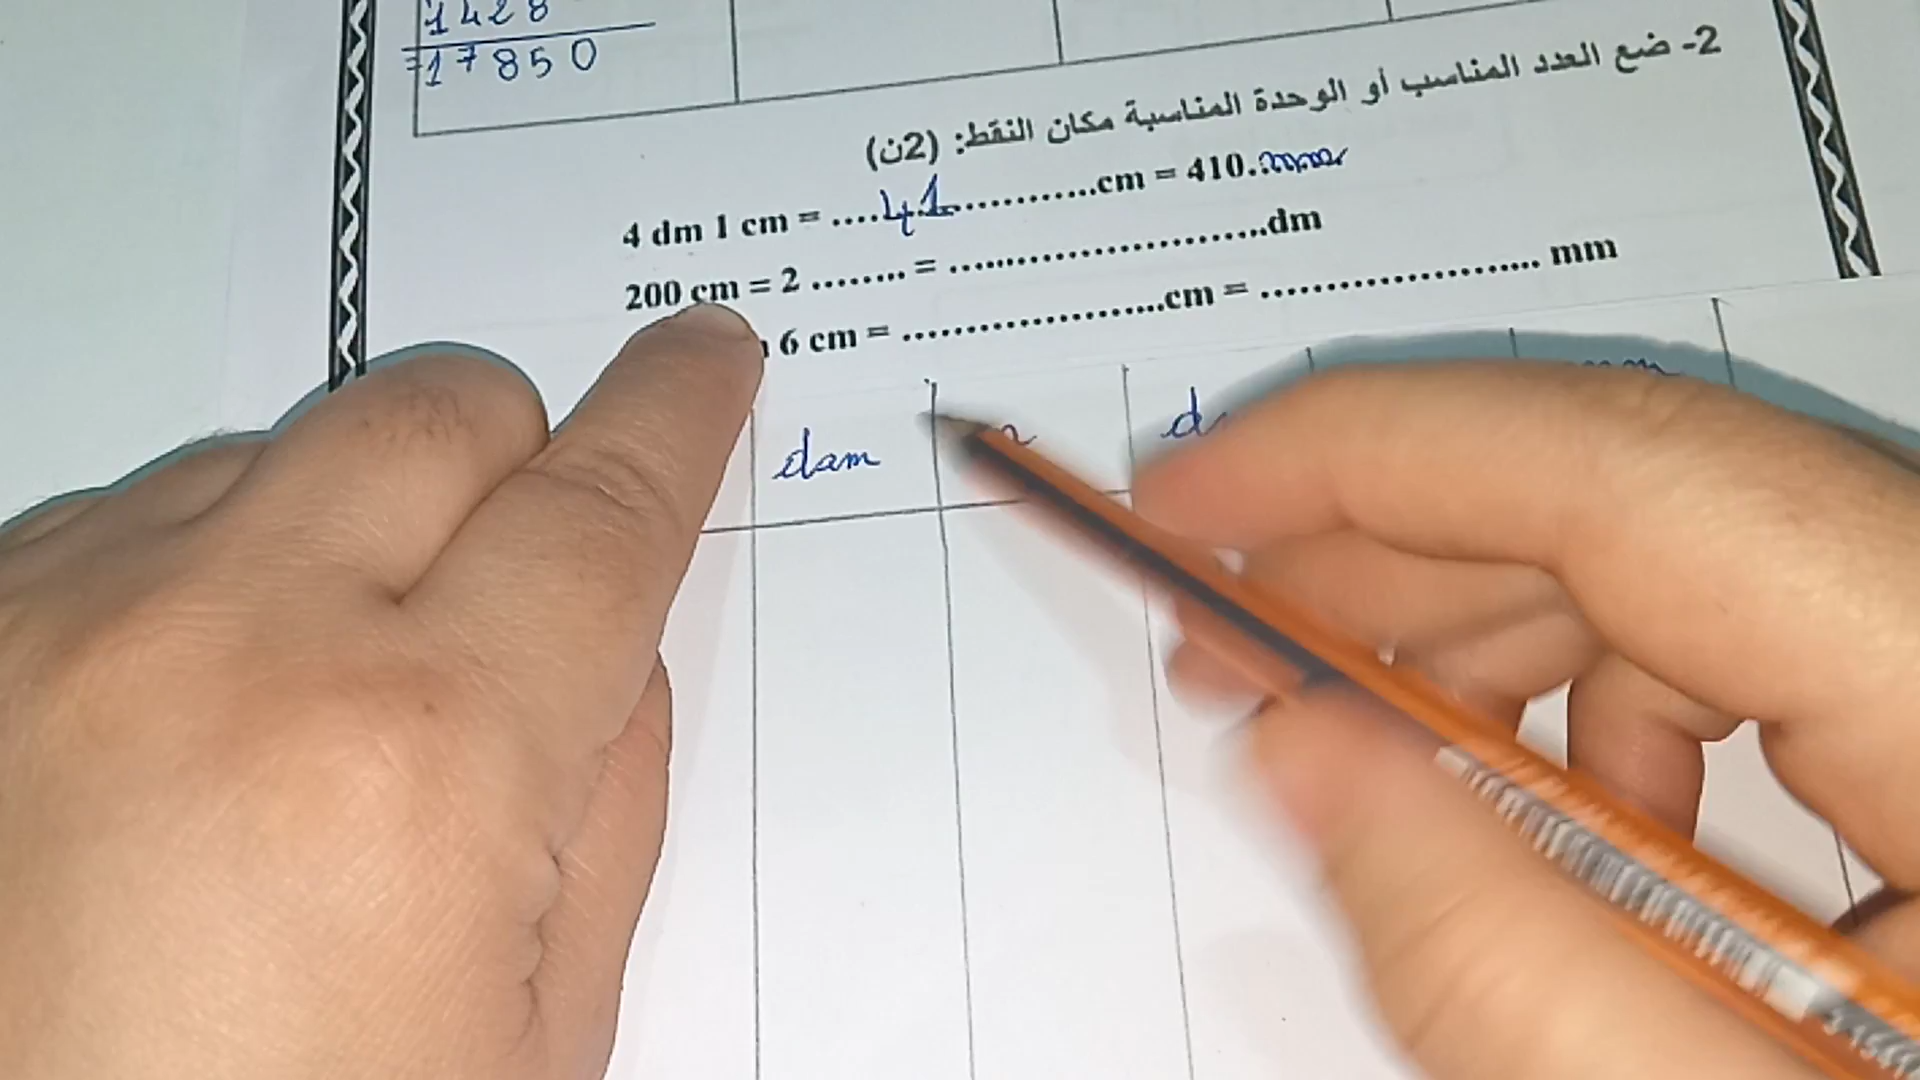 1428
=17850
2- ضع العدد المناسب أو الوحدة المناسبة مكان النقط: (2ن)
4 dm 1 cm = ....41............cm = 410.mm
200 cm = 2 ........ = .........................dm
6 cm = .....................cm = ...................... mm
dam